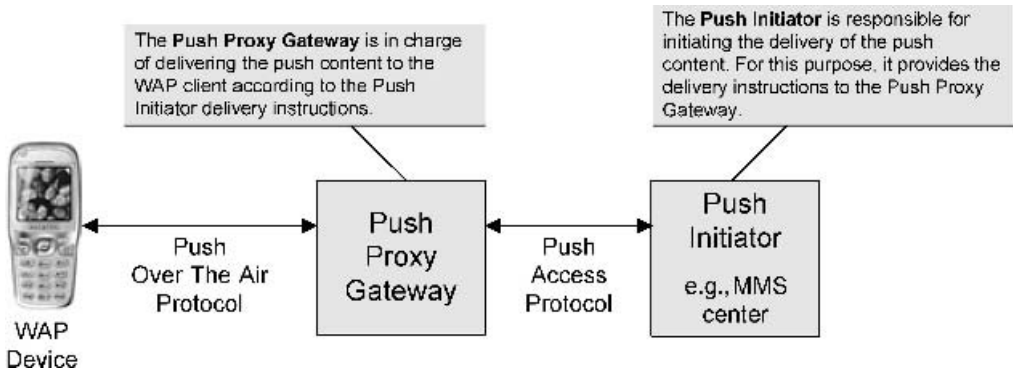 The Push Proxy Gateway is in charge
of delivering the push content to the
WAP client according to the Push
Initiator delivery instructions.
The Push Initiator is responsible for
initiating the delivery of the push
content. For this purpose, it provides the
delivery instructions to the Push Proxy
Gateway.
WAP
Device
Push
Over The Air
Protocol
Push
Proxy
Gateway
Push
Access
Protocol
Push
Initiator
e.g., MMS
center